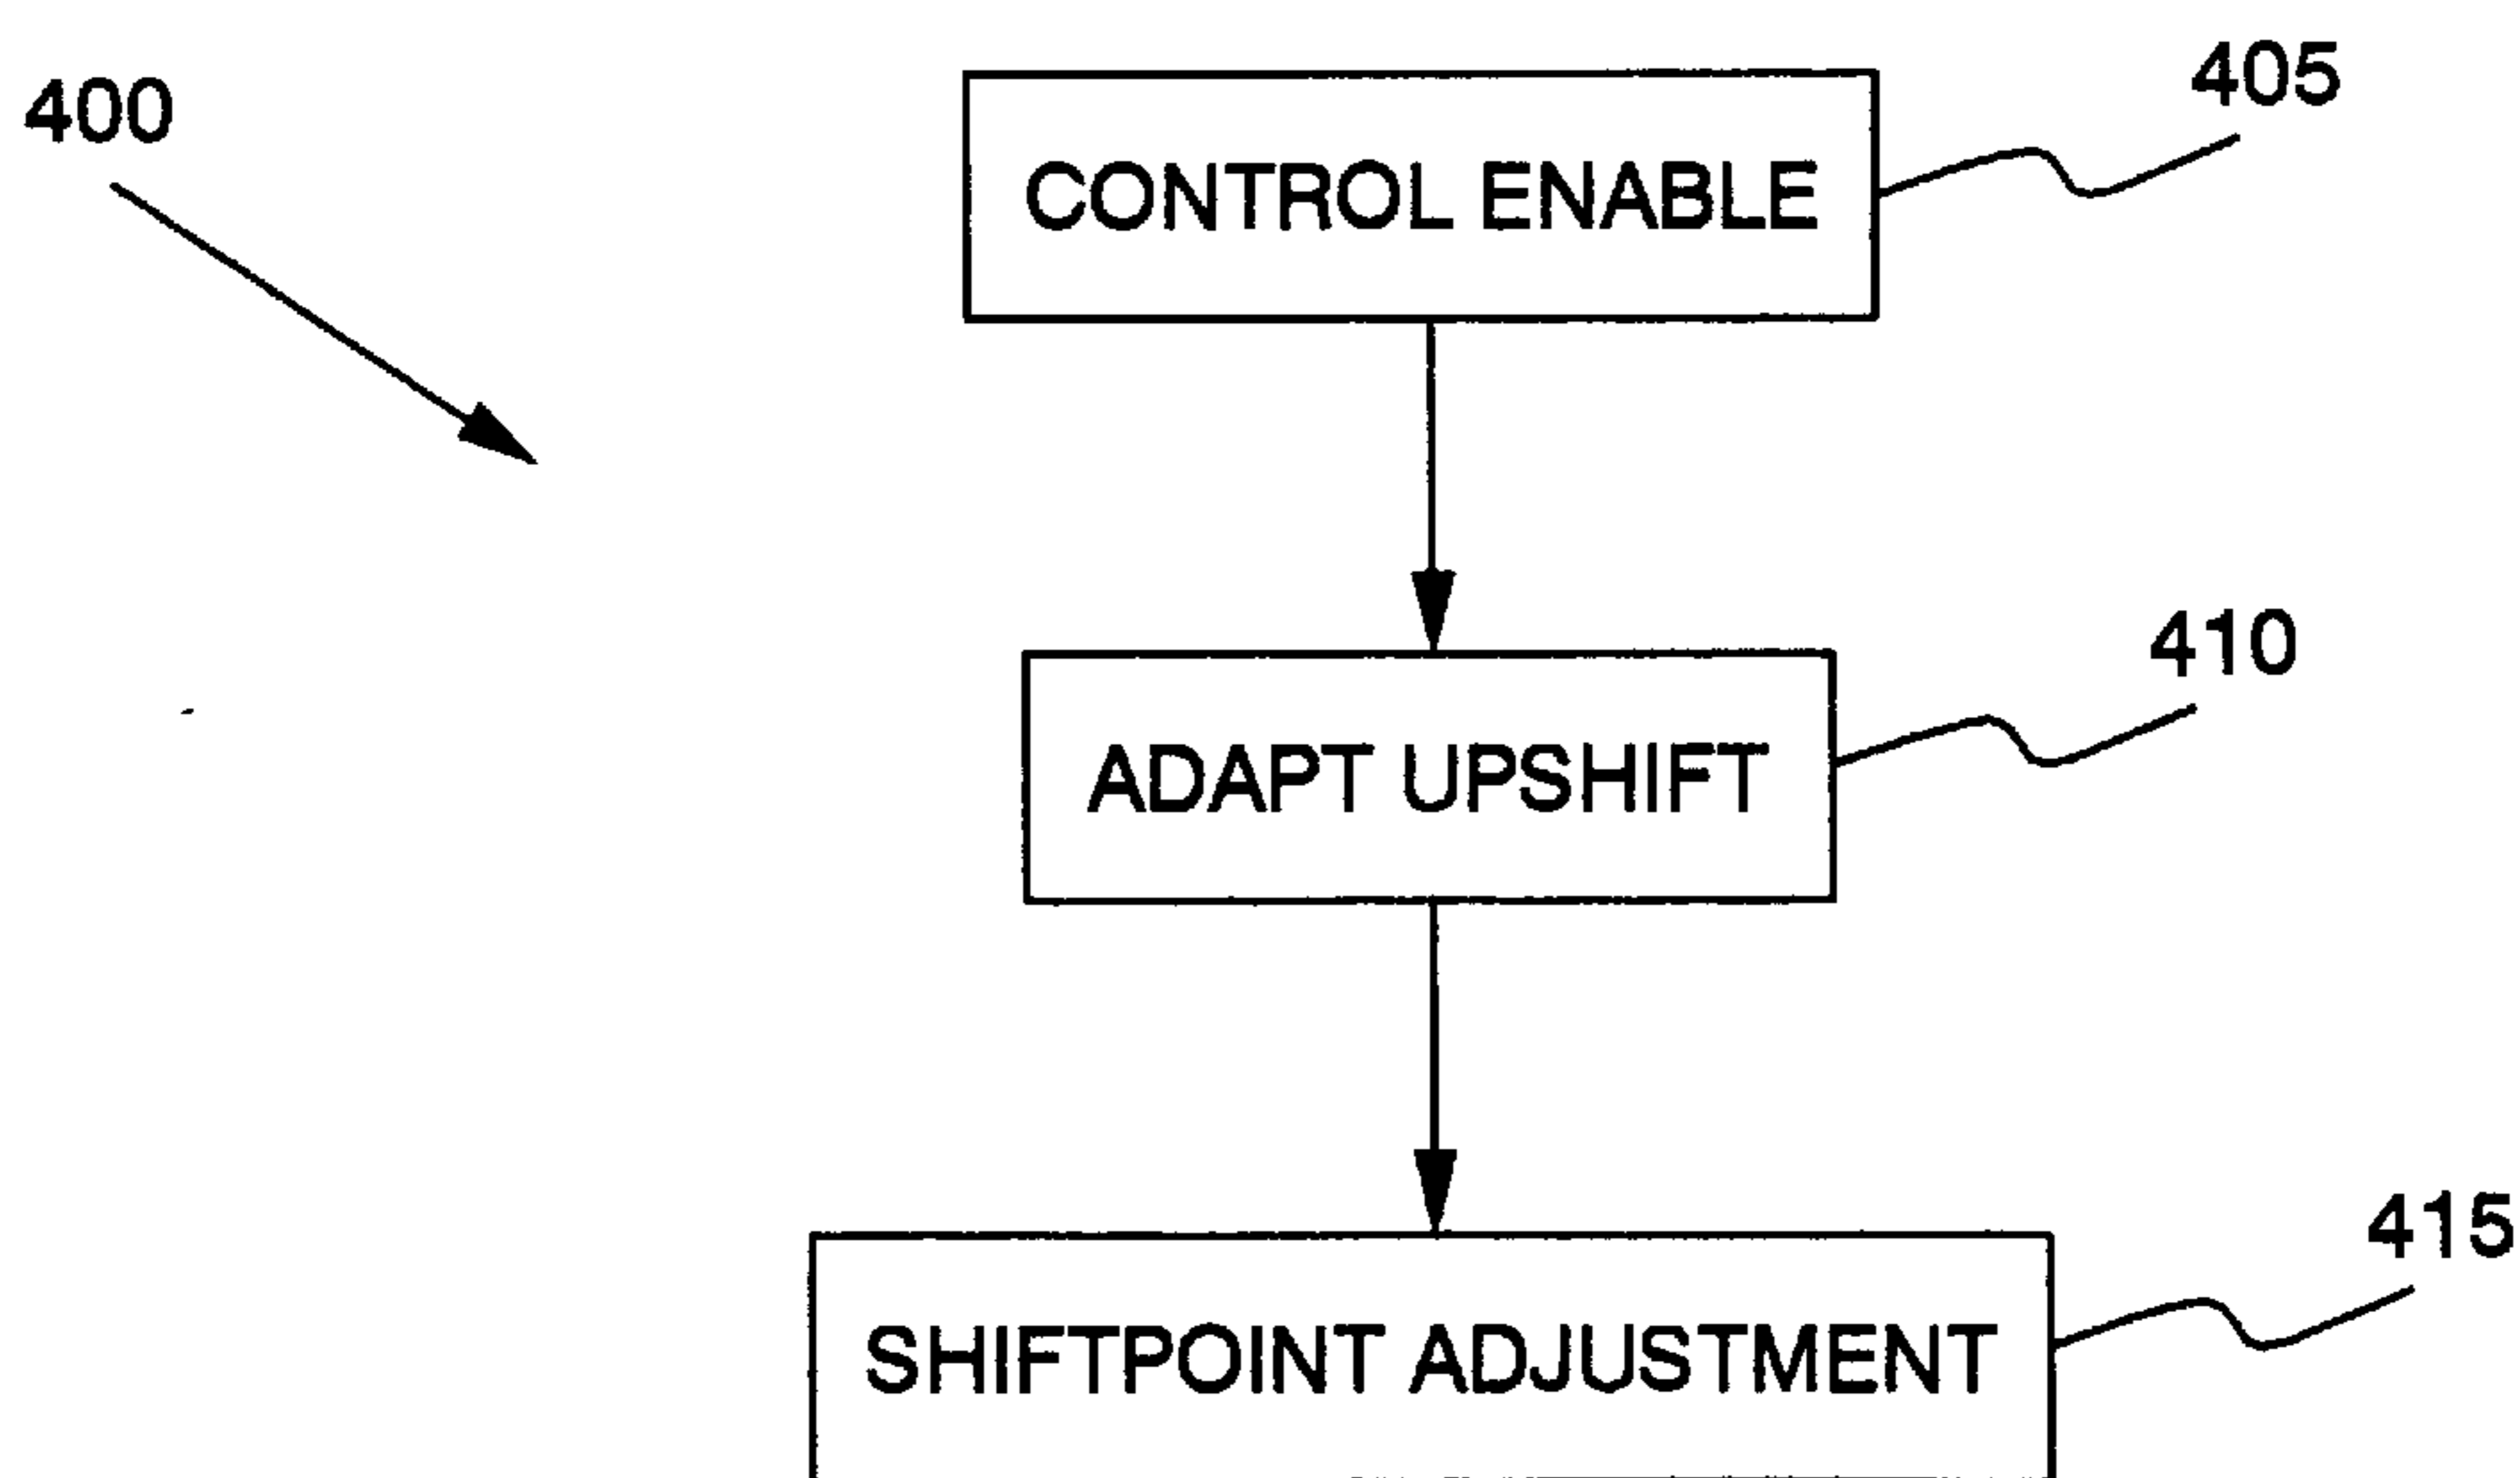 400
405
CONTROL ENABLE
410
ADAPT UPSHIFT
415
SHIFTPOINT ADJUSTMENT